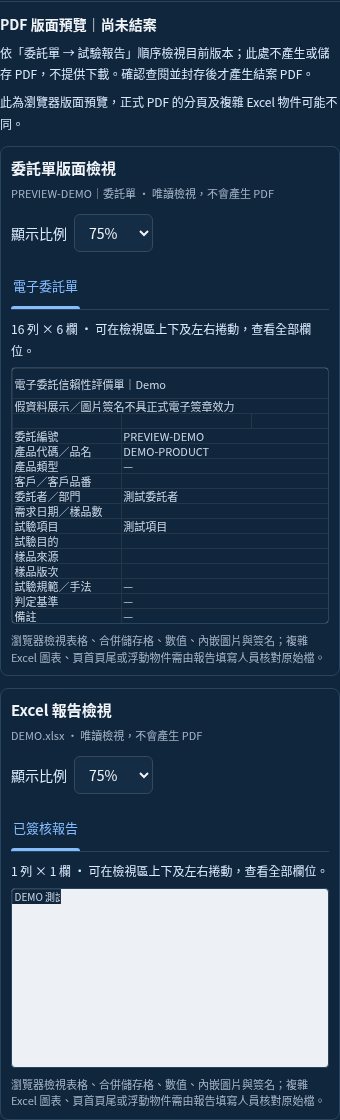 PDF 版面預覽｜尚未結案
依「委託單 → 試驗報告」順序檢視目前版本；此處不產生或儲
存 PDF，不提供下載。確認查閱並封存後才產生結案 PDF。
此為瀏覽器版面預覽，正式 PDF 的分頁及複雜 Excel 物件可能不
同。
委託單版面檢視
PREVIEW-DEMO｜委託單 · 唯讀檢視，不會產生 PDF
顯示比例 75%
電子委託單
16 列 × 6 欄 · 可在檢視區上下及左右捲動，查看全部欄
位。
電子委託信賴性評價單｜Demo
假資料展示／圖片簽名不具正式電子簽章效力
委託編號 PREVIEW-DEMO
產品代碼／品名 DEMO-PRODUCT
產品類型 —
客戶／客戶品番
委託者／部門 測試委託者
需求日期／樣品數
試驗項目 測試項目
試驗目的
樣品來源
樣品版次
試驗規範／手法 —
判定基準 —
備註 —
瀏覽器檢視表格、合併儲存格、數值、內嵌圖片與簽名；複雜
Excel 圖表、頁首頁尾或浮動物件需由報告填寫人員核對原始檔。
Excel 報告檢視
DEMO.xlsx · 唯讀檢視，不會產生 PDF
顯示比例 75%
已簽核報告
1 列 × 1 欄 · 可在檢視區上下及左右捲動，查看全部欄位。
DEMO 測
瀏覽器檢視表格、合併儲存格、數值、內嵌圖片與簽名；複雜
Excel 圖表、頁首頁尾或浮動物件需由報告填寫人員核對原始檔。